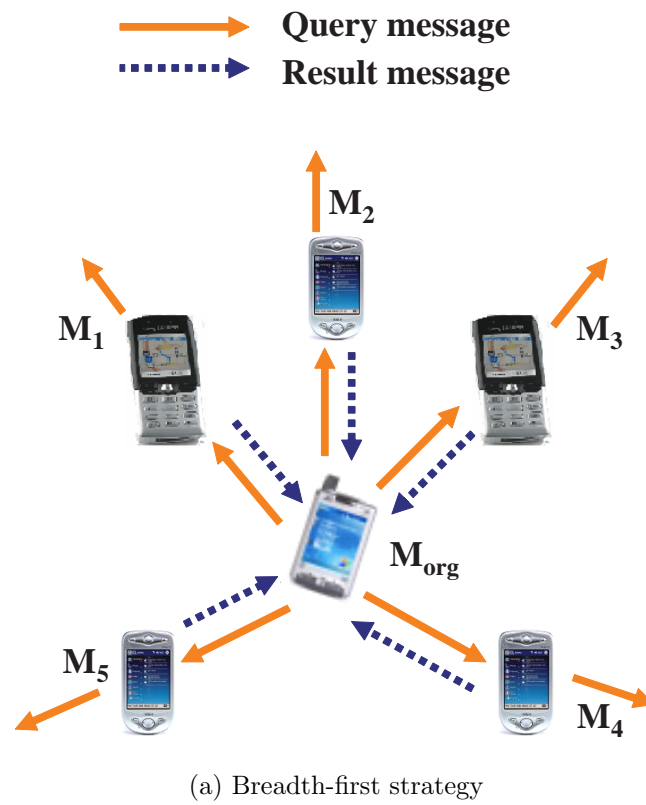 Query message
Result message
M2
M1
M3
Morg
M5
M4
(a) Breadth-first strategy